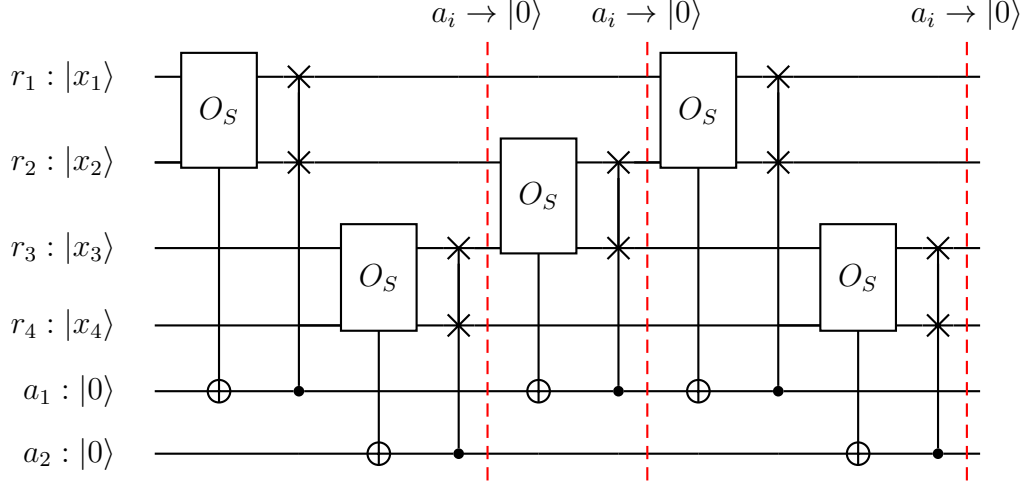 a_i → |0⟩ a_i → |0⟩ a_i → |0⟩
r_1 : |x_1⟩
O_S O_S
r_2 : |x_2⟩
O_S
r_3 : |x_3⟩
O_S O_S
r_4 : |x_4⟩
a_1 : |0⟩
a_2 : |0⟩